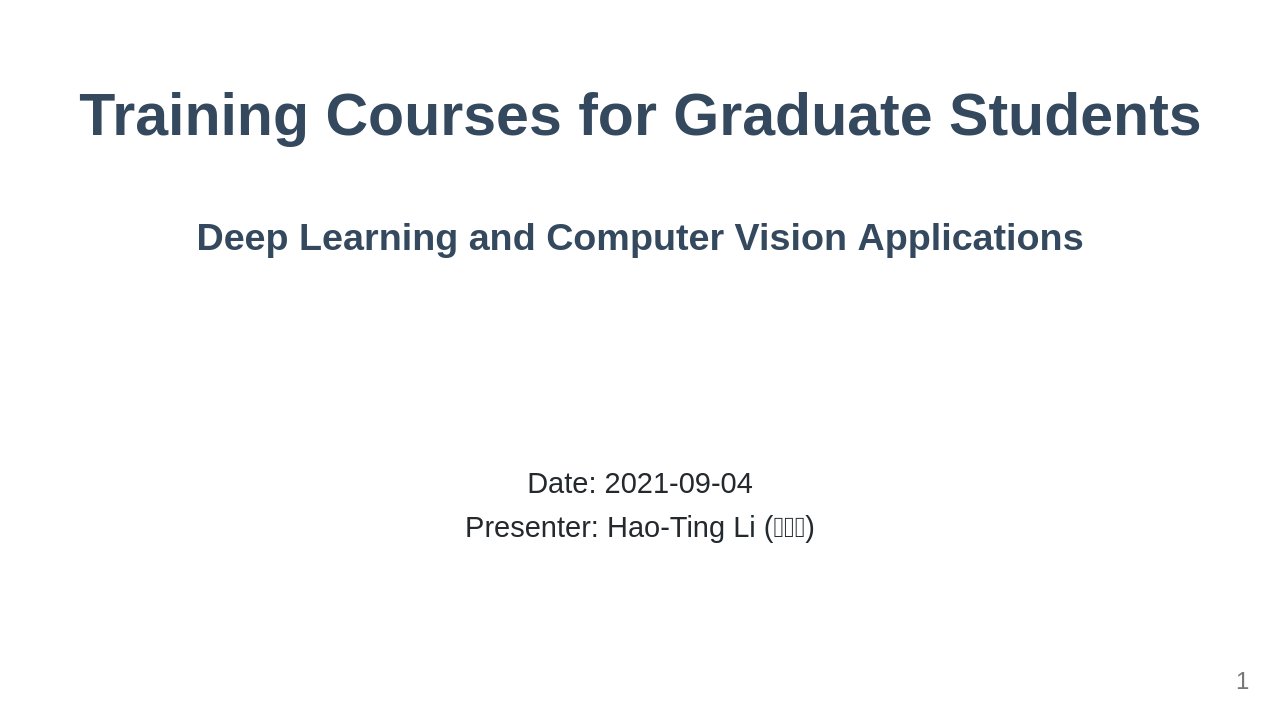 Training Courses for Graduate Students
Deep Learning and Computer Vision Applications
Date: 2021-09-04
Presenter: Hao-Ting Li ()
1